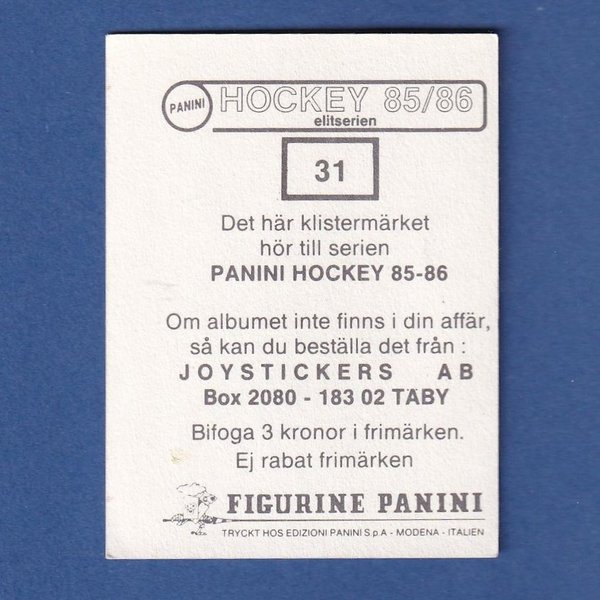 PANINI HOCKEY 85/86
elitserien
31
Det här klistermärket
hör till serien
PANINI HOCKEY 85-86
Om albumet inte finns i din affär,
så kan du beställa det från :
JOYSTICKERS AB
Box 2080 - 183 02 TÄBY
Bifoga 3 kronor i frimärken.
Ej rabat frimärken
FIGURINE PANINI
TRYCKT HOS EDIZIONI PANINI S.p.A - MODENA - ITALIEN